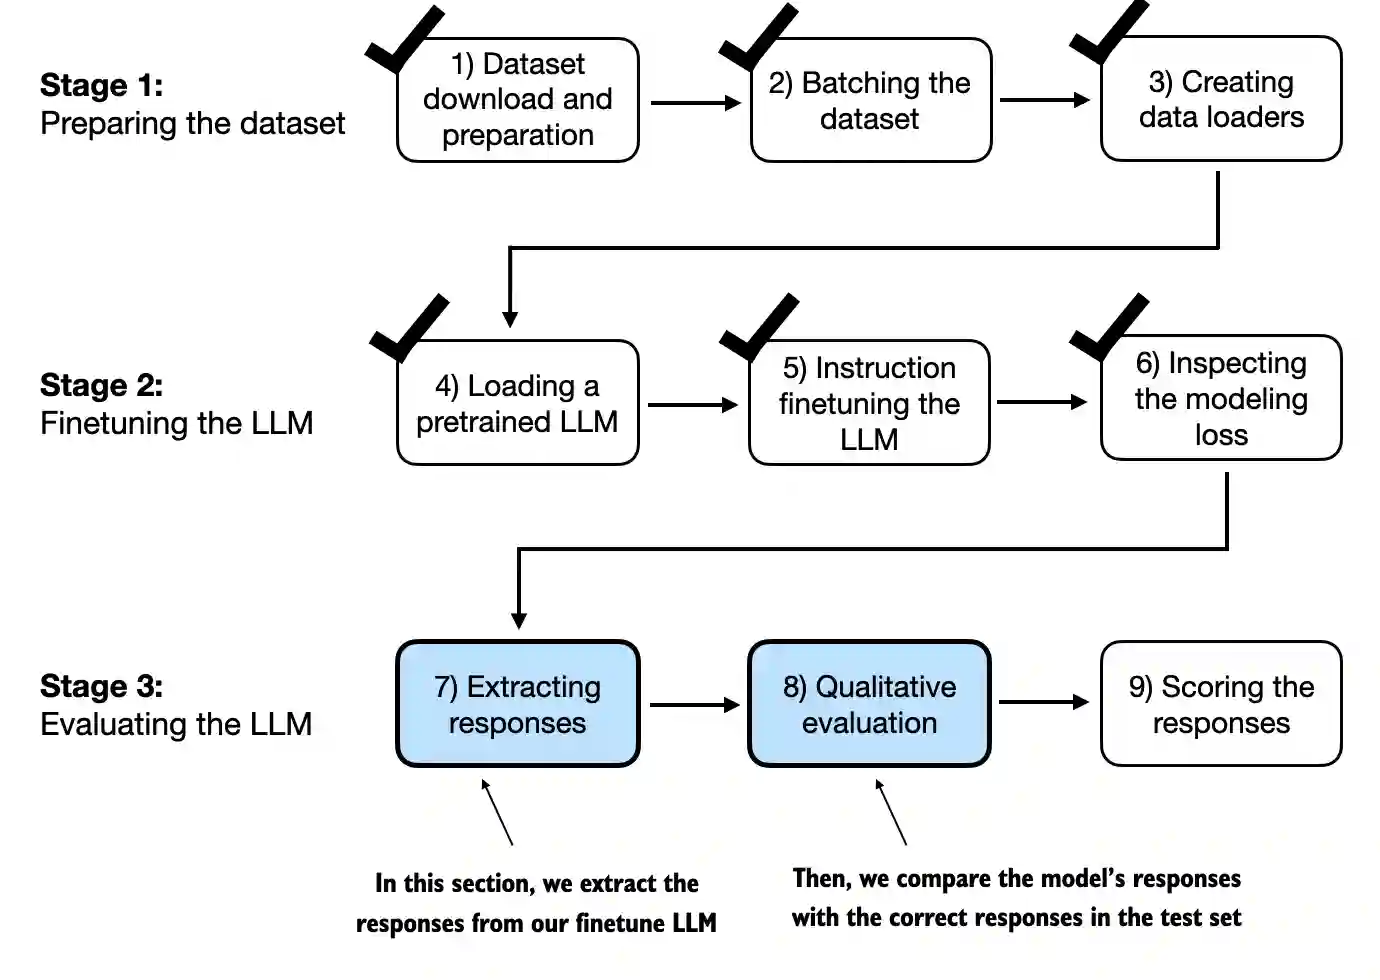 Stage 1:
Preparing the dataset
1) Dataset
download and
preparation
2) Batching the
dataset
3) Creating
data loaders
Stage 2:
Finetuning the LLM
4) Loading a
pretrained LLM
5) Instruction
finetuning the
LLM
6) Inspecting
the modeling
loss
Stage 3:
Evaluating the LLM
7) Extracting
responses
8) Qualitative
evaluation
9) Scoring the
responses
In this section, we extract the
responses from our finetune LLM
Then, we compare the model’s responses
with the correct responses in the test set